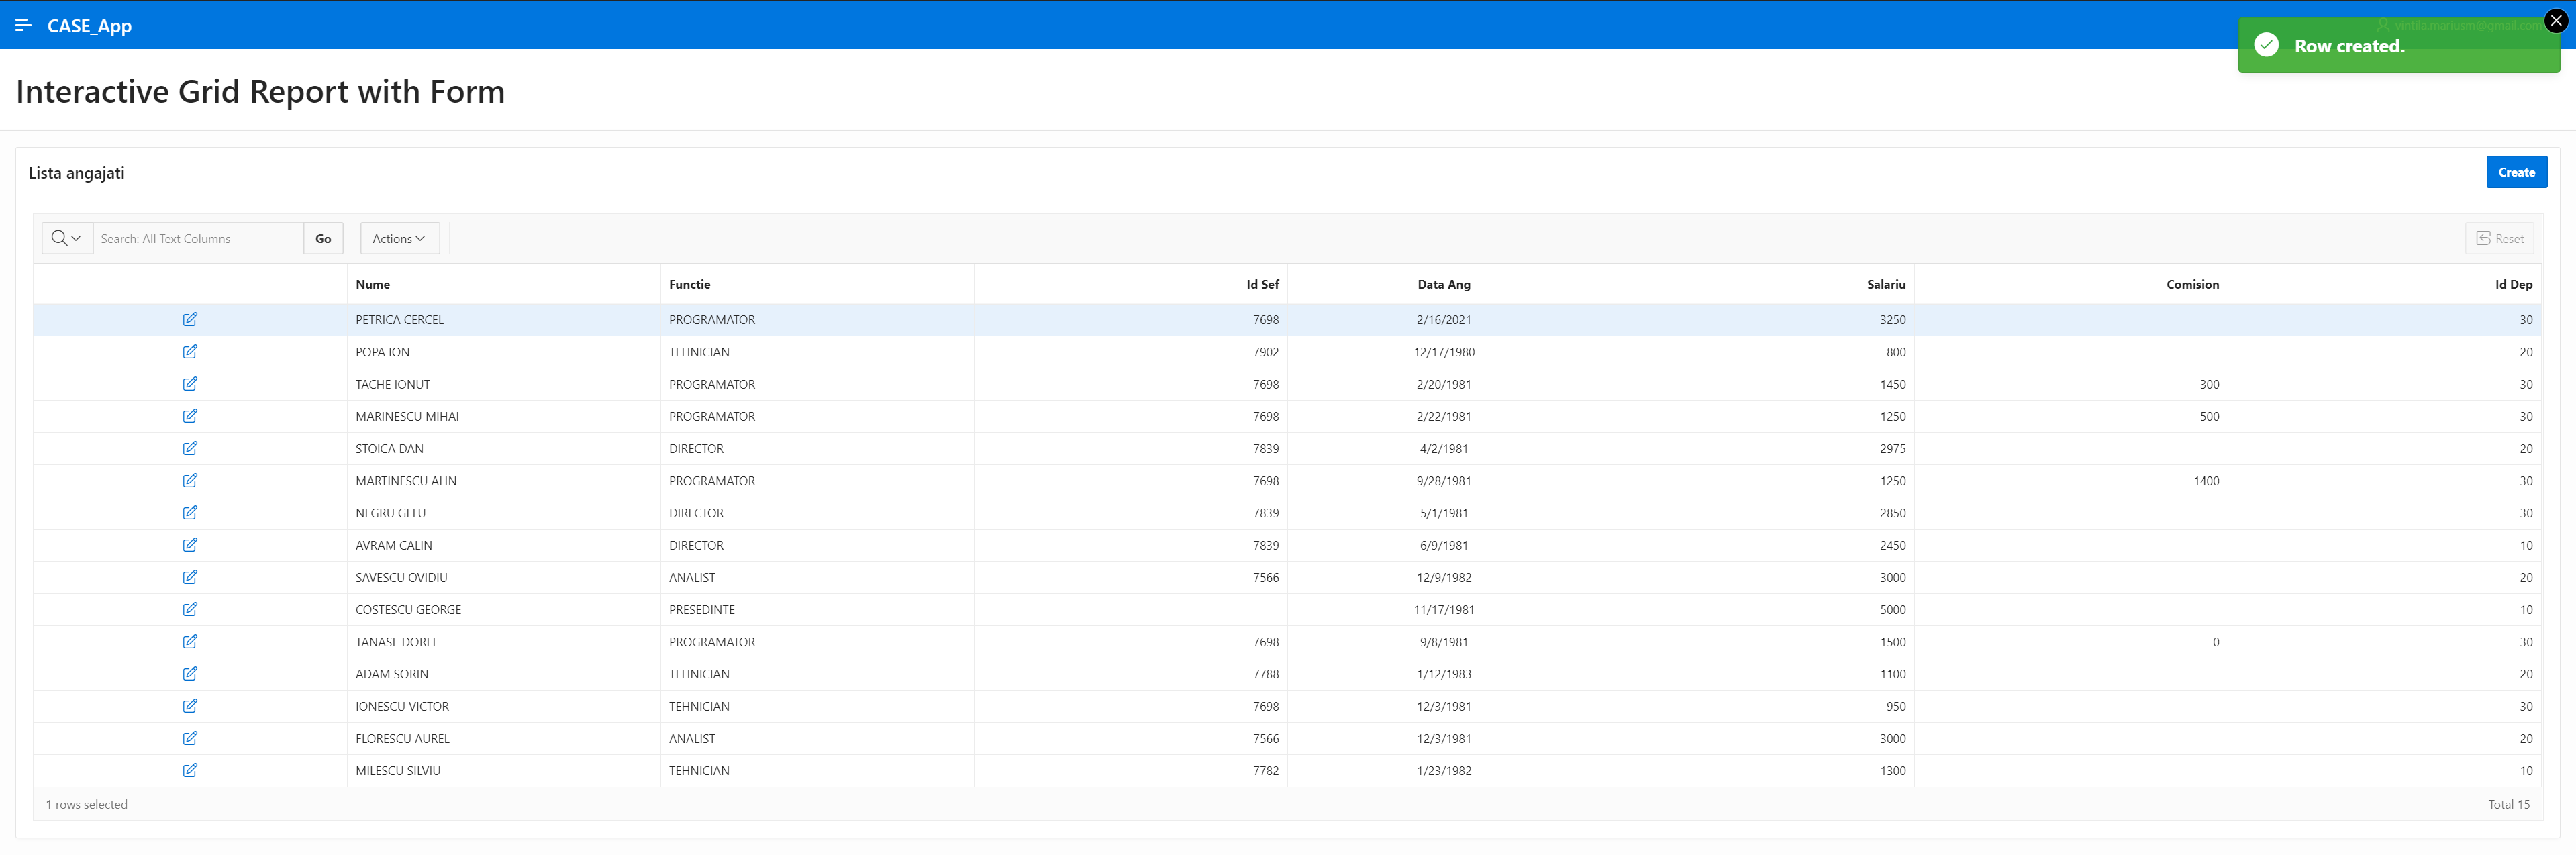 CASE_App
Row created.
Interactive Grid Report with Form
Lista angajati
Create
Search: All Text Columns
Go
Actions
Reset
Nume Functie Id Sef Data Ang Salariu Comision Id Dep
PETRICA CERCEL PROGRAMATOR 7698 2/16/2021 3250 30
POPA ION TEHNICIAN 7902 12/17/1980 800 20
TACHE IONUT PROGRAMATOR 7698 2/20/1981 1450 300 30
MARINESCU MIHAI PROGRAMATOR 7698 2/22/1981 1250 500 30
STOICA DAN DIRECTOR 7839 4/2/1981 2975 20
MARTINESCU ALIN PROGRAMATOR 7698 9/28/1981 1250 1400 30
NEGRU GELU DIRECTOR 7839 5/1/1981 2850 30
AVRAM CALIN DIRECTOR 7839 6/9/1981 2450 10
SAVESCU OVIDIU ANALIST 7566 12/9/1982 3000 20
COSTESCU GEORGE PRESEDINTE 11/17/1981 5000 10
TANASE DOREL PROGRAMATOR 7698 9/8/1981 1500 0 30
ADAM SORIN TEHNICIAN 7788 1/12/1983 1100 20
IONESCU VICTOR TEHNICIAN 7698 12/3/1981 950 30
FLORESCU AUREL ANALIST 7566 12/3/1981 3000 20
MILESCU SILVIU TEHNICIAN 7782 1/23/1982 1300 10
1 rows selected
Total 15